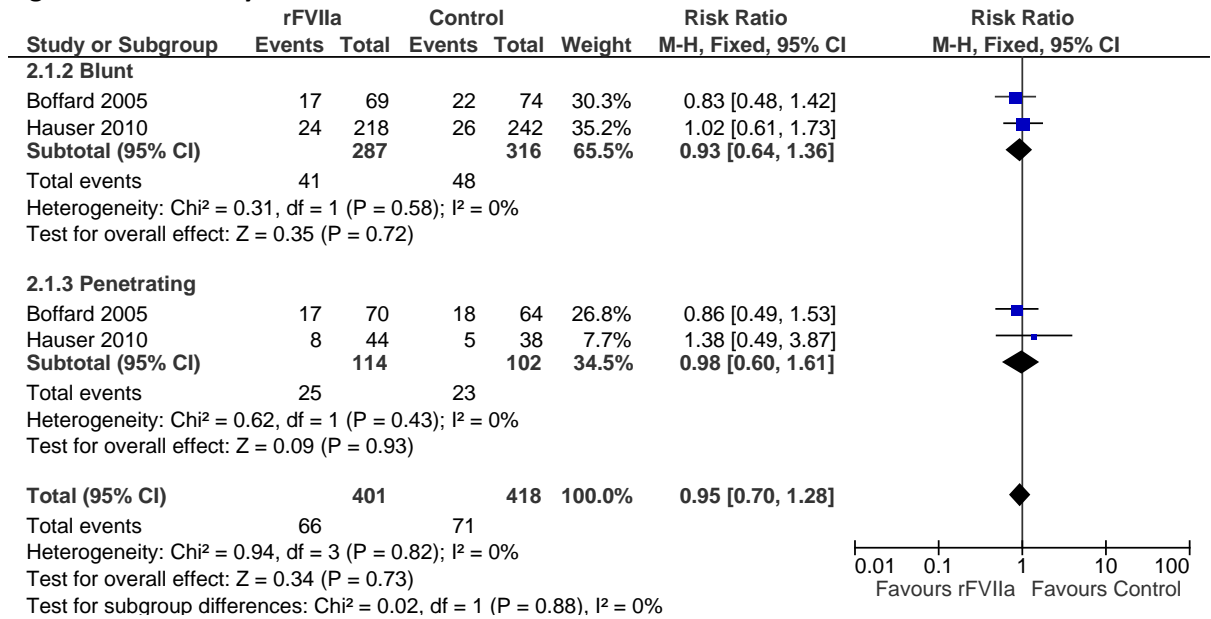 rFVIIa Control Risk Ratio Risk Ratio
Study or Subgroup Events Total Events Total Weight M-H, Fixed, 95% CI M-H, Fixed, 95% CI
2.1.2 Blunt
Boffard 2005 17 69 22 74 30.3% 0.83 [0.48, 1.42]
Hauser 2010 24 218 26 242 35.2% 1.02 [0.61, 1.73]
Subtotal (95% CI) 287 316 65.5% 0.93 [0.64, 1.36]
Total events 41 48
Heterogeneity: Chi² = 0.31, df = 1 (P = 0.58); I² = 0%
Test for overall effect: Z = 0.35 (P = 0.72)
2.1.3 Penetrating
Boffard 2005 17 70 18 64 26.8% 0.86 [0.49, 1.53]
Hauser 2010 8 44 5 38 7.7% 1.38 [0.49, 3.87]
Subtotal (95% CI) 114 102 34.5% 0.98 [0.60, 1.61]
Total events 25 23
Heterogeneity: Chi² = 0.62, df = 1 (P = 0.43); I² = 0%
Test for overall effect: Z = 0.09 (P = 0.93)
Total (95% CI) 401 418 100.0% 0.95 [0.70, 1.28]
Total events 66 71
Heterogeneity: Chi² = 0.94, df = 3 (P = 0.82); I² = 0%
Test for overall effect: Z = 0.34 (P = 0.73)
Test for subgroup differences: Chi² = 0.02, df = 1 (P = 0.88), I² = 0%
0.01 0.1 1 10 100
Favours rFVIIa Favours Control